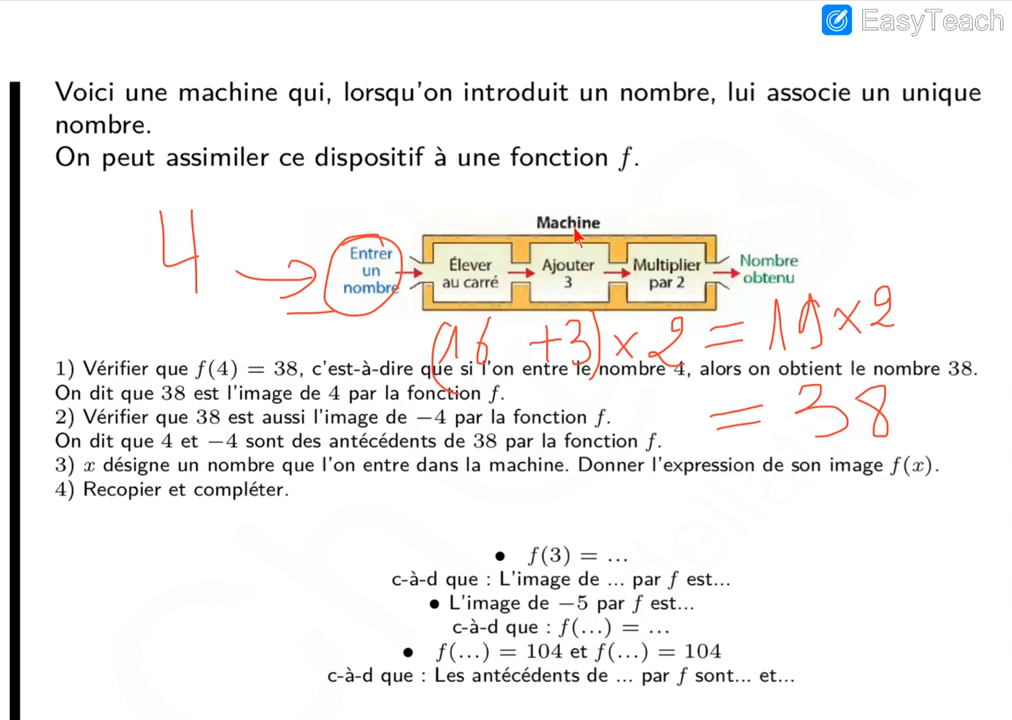 EasyTeach
Voici une machine qui, lorsqu'on introduit un nombre, lui associe un unique
nombre.
On peut assimiler ce dispositif à une fonction f.
4
Machine
Entrer
un
nombre
Élever
au carré
Ajouter
3
Multiplier
par 2
Nombre
obtenu
(16 +3) × 2 = 19 × 2
= 38
1) Vérifier que f(4) = 38, c'est-à-dire que si l'on entre le nombre 4, alors on obtient le nombre 38.
On dit que 38 est l'image de 4 par la fonction f.
2) Vérifier que 38 est aussi l'image de −4 par la fonction f.
On dit que 4 et −4 sont des antécédents de 38 par la fonction f.
3) x désigne un nombre que l'on entre dans la machine. Donner l'expression de son image f(x).
4) Recopier et compléter.
• f(3) = ...
c-à-d que : L'image de ... par f est...
• L'image de −5 par f est...
c-à-d que : f(...) = ...
• f(...) = 104 et f(...) = 104
c-à-d que : Les antécédents de ... par f sont... et...